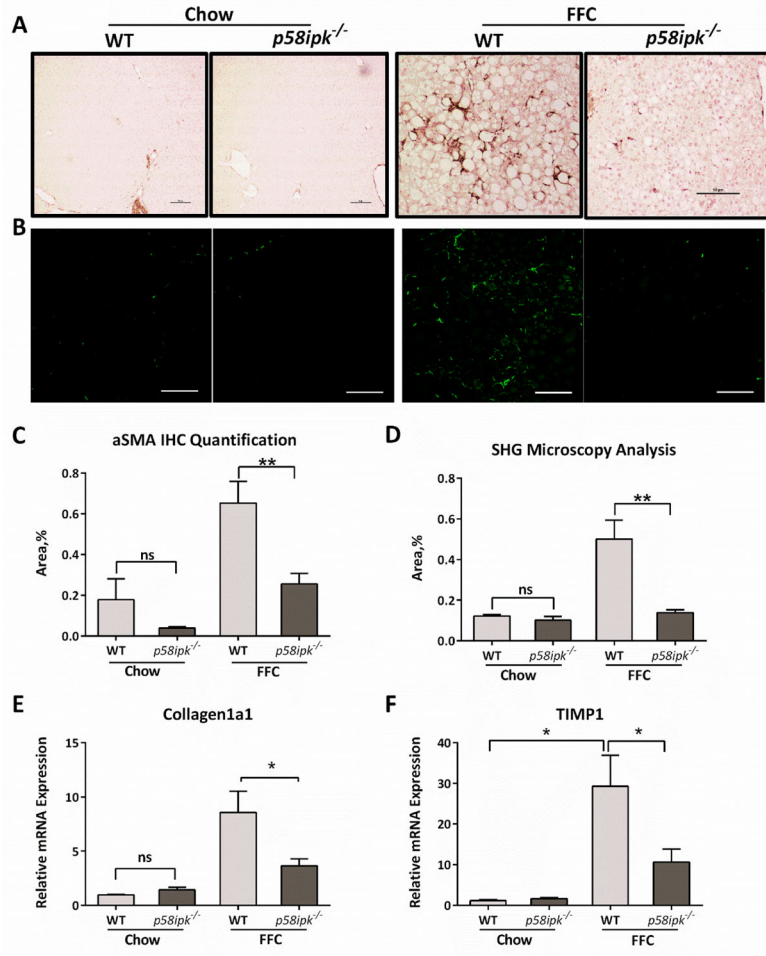 Chow FFC
A WT p58ipk-/- WT p58ipk-/-
B
C aSMA IHC Quantification
Area,%
0.8
0.6
0.4
0.2
0.0
ns
**
WT p58ipk-/- WT p58ipk-/-
Chow FFC
D SHG Microscopy Analysis
Area,%
0.8
0.6
0.4
0.2
0.0
ns
**
WT p58ipk-/- WT p58ipk-/-
Chow FFC
E Collagen1a1
Relative mRNA Expression
15
10
5
0
ns
*
WT p58ipk-/- WT p58ipk-/-
Chow FFC
F TIMP1
Relative mRNA Expression
40
30
20
10
0
*
*
WT p58ipk-/- WT p58ipk-/-
Chow FFC